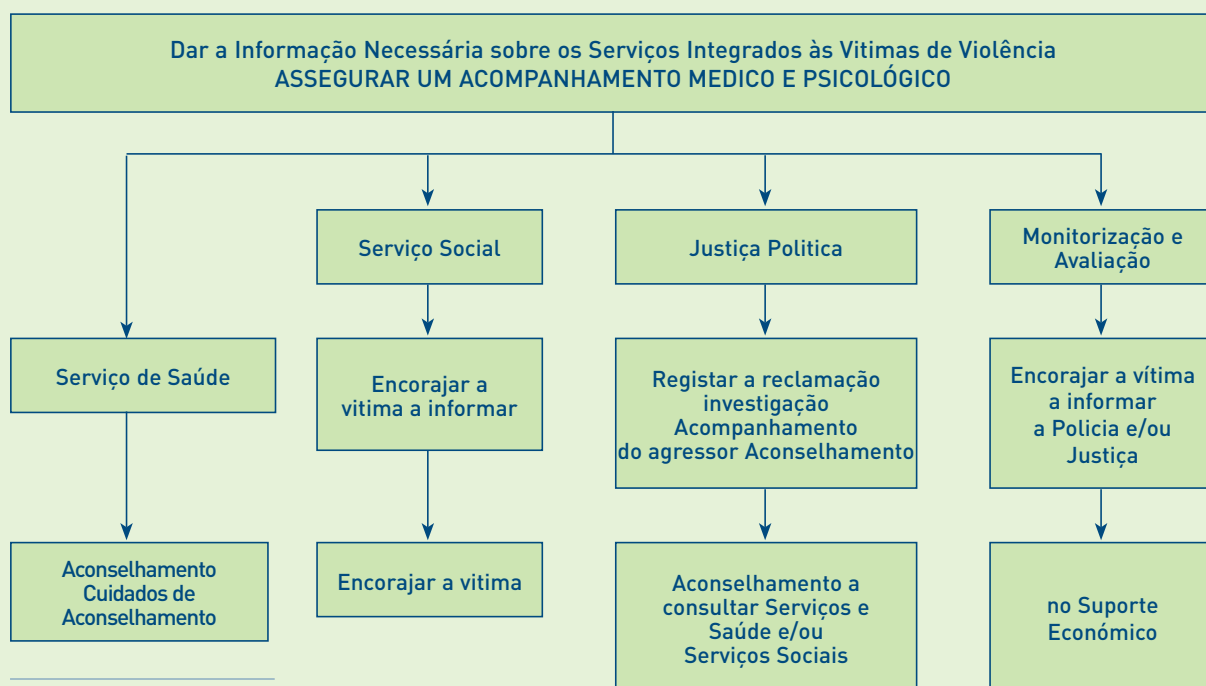 Dar a Informação Necessária sobre os Serviços Integrados às Vitimas de Violência
ASSEGURAR UM ACOMPANHAMENTO MEDICO E PSICOLÓGICO
Serviço de Saúde
Aconselhamento
Cuidados de
Aconselhamento
Serviço Social
Encorajar a
vitima a informar
Encorajar a vitima
Justiça Politica
Registar a reclamação
investigação
Acompanhamento
do agressor Aconselhamento
Aconselhamento a
consultar Serviços e
Saúde e/ou
Serviços Sociais
Monitorização e
Avaliação
Encorajar a vítima
a informar
a Policia e/ou
Justiça
no Suporte
Económico